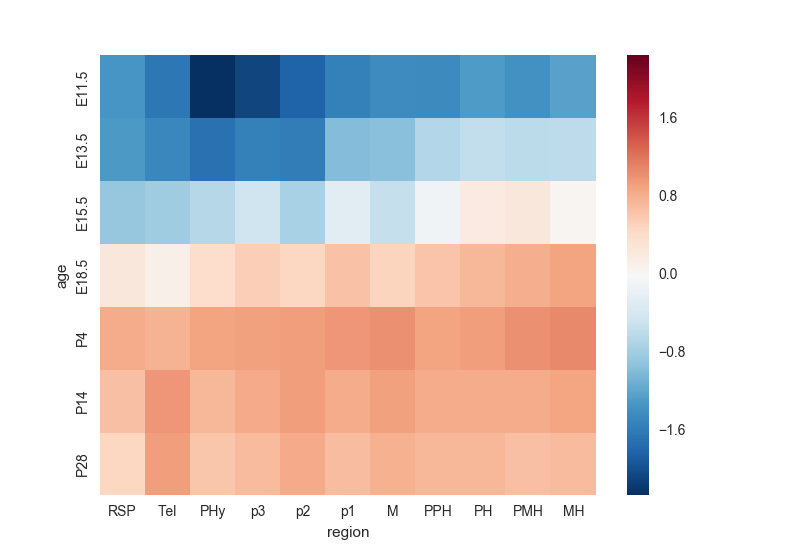 E11.5
E13.5
E15.5
E18.5
P4
P14
P28
age
RSP Tel PHy p3 p2 p1 M PPH PH PMH MH
region
1.6
0.8
0.0
−0.8
−1.6